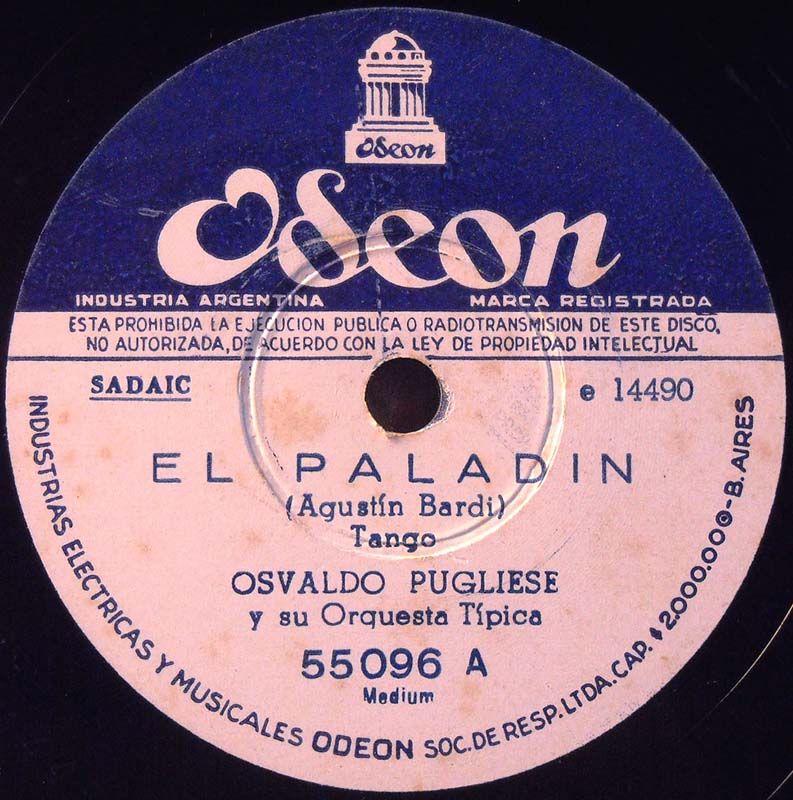 Odeon
Odeon
INDUSTRIA ARGENTINA MARCA REGISTRADA
ESTA PROHIBIDA LA EJECUCION PUBLICA O RADIOTRANSMISION DE ESTE DISCO,
NO AUTORIZADA, DE ACUERDO CON LA LEY DE PROPIEDAD INTELECTUAL
SADAIC e 14490
EL PALADIN
(Agustín Bardi)
Tango
OSVALDO PUGLIESE
y su Orquesta Típica
55096 A
Medium
INDUSTRIAS ELECTRICAS Y MUSICALES ODEON SOC. DE RESP. LTDA. CAP. $ 2.000.000 - B. AIRES